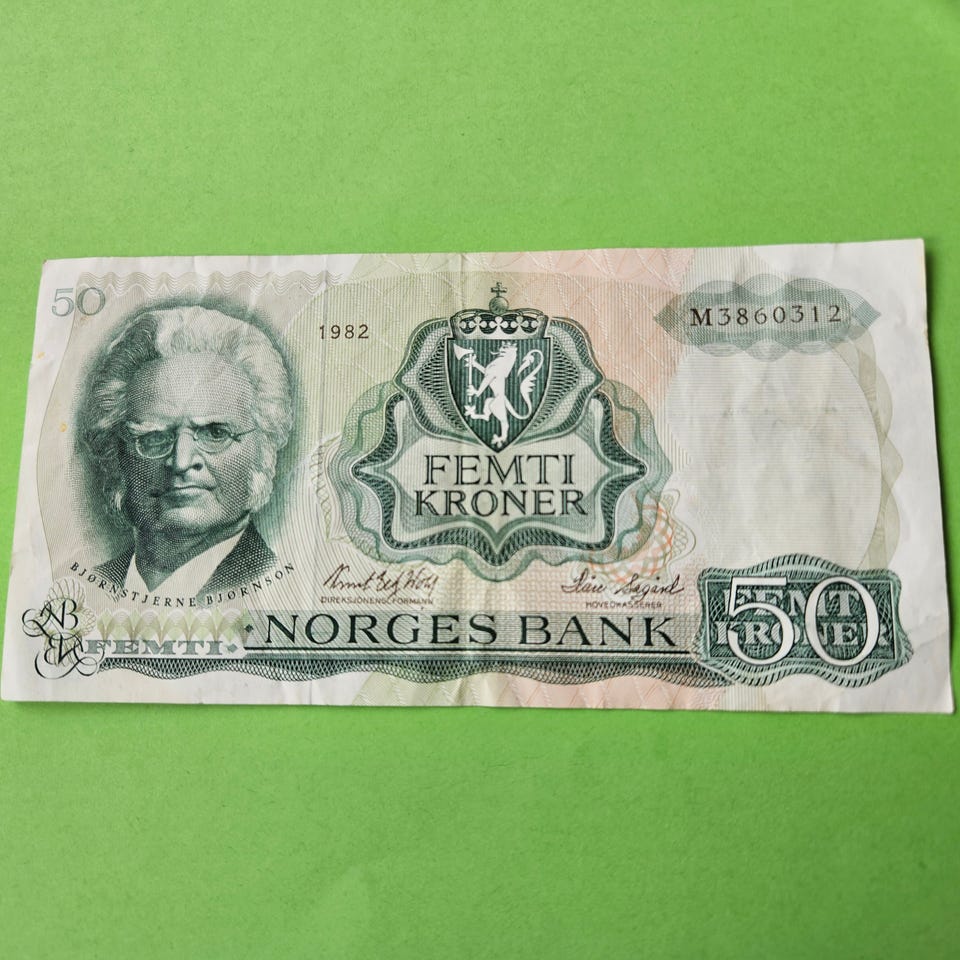 50
1982
M3860312
FEMTI
KRONER
BJØRNSTJERNE BJØRNSON
DIREKSJONENS FORMANN
HOVEDKASSERER
FEMTI
NORGES BANK
FEMTI
KRONER
50